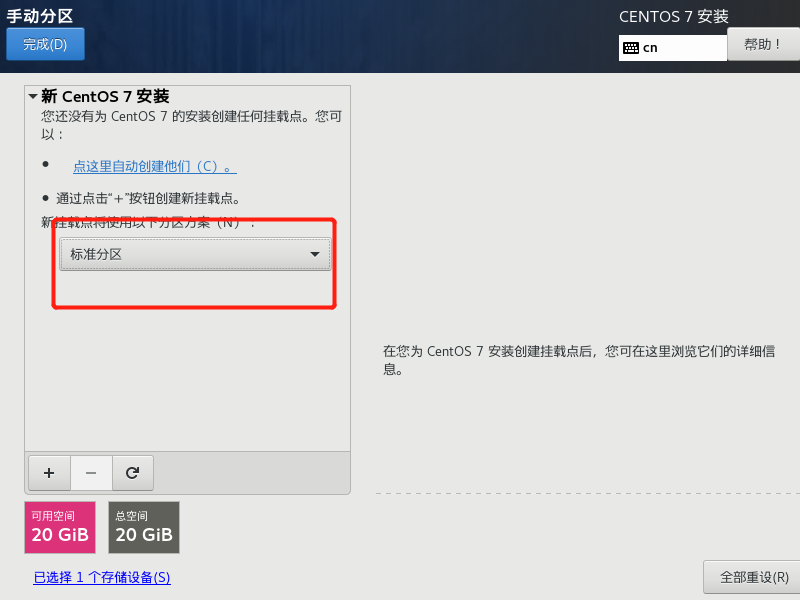 手动分区
CENTOS 7 安装
完成(D)
cn
帮助！
新 CentOS 7 安装
您还没有为 CentOS 7 的安装创建任何挂载点。您可
以：
点这里自动创建他们（C）。
通过点击“+”按钮创建新挂载点。
新挂载点将使用以下分区方案（N）：
标准分区
在您为 CentOS 7 安装创建挂载点后，您可在这里浏览它们的详细信
息。
+ −
可用空间
20 GiB
总空间
20 GiB
已选择 1 个存储设备(S)
全部重设(R)